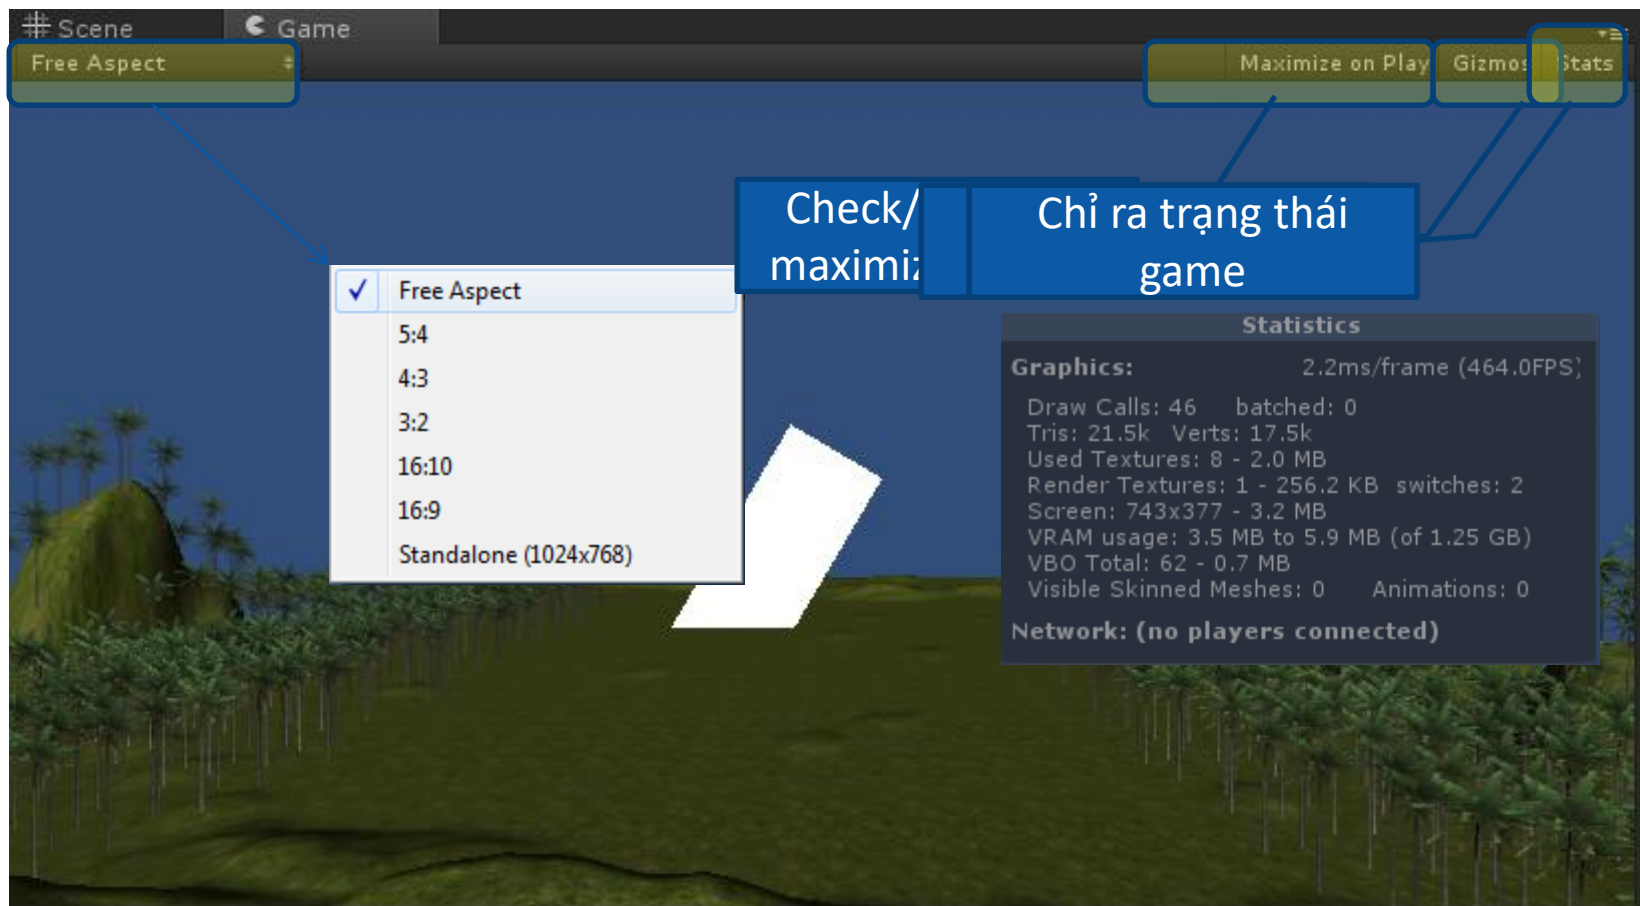 Scene
Game
Free Aspect
Maximize on Play
Gizmos
Stats
Check/
Chỉ ra trạng thái
game
Free Aspect
5:4
4:3
3:2
16:10
16:9
Standalone (1024x768)
Statistics
Graphics: 2.2ms/frame (464.0FPS)
Draw Calls: 46 batched: 0
Tris: 21.5k Verts: 17.5k
Used Textures: 8 - 2.0 MB
Render Textures: 1 - 256.2 KB switches: 2
Screen: 743x377 - 3.2 MB
VRAM usage: 3.5 MB to 5.9 MB (of 1.25 GB)
VBO Total: 62 - 0.7 MB
Visible Skinned Meshes: 0 Animations: 0
Network: (no players connected)